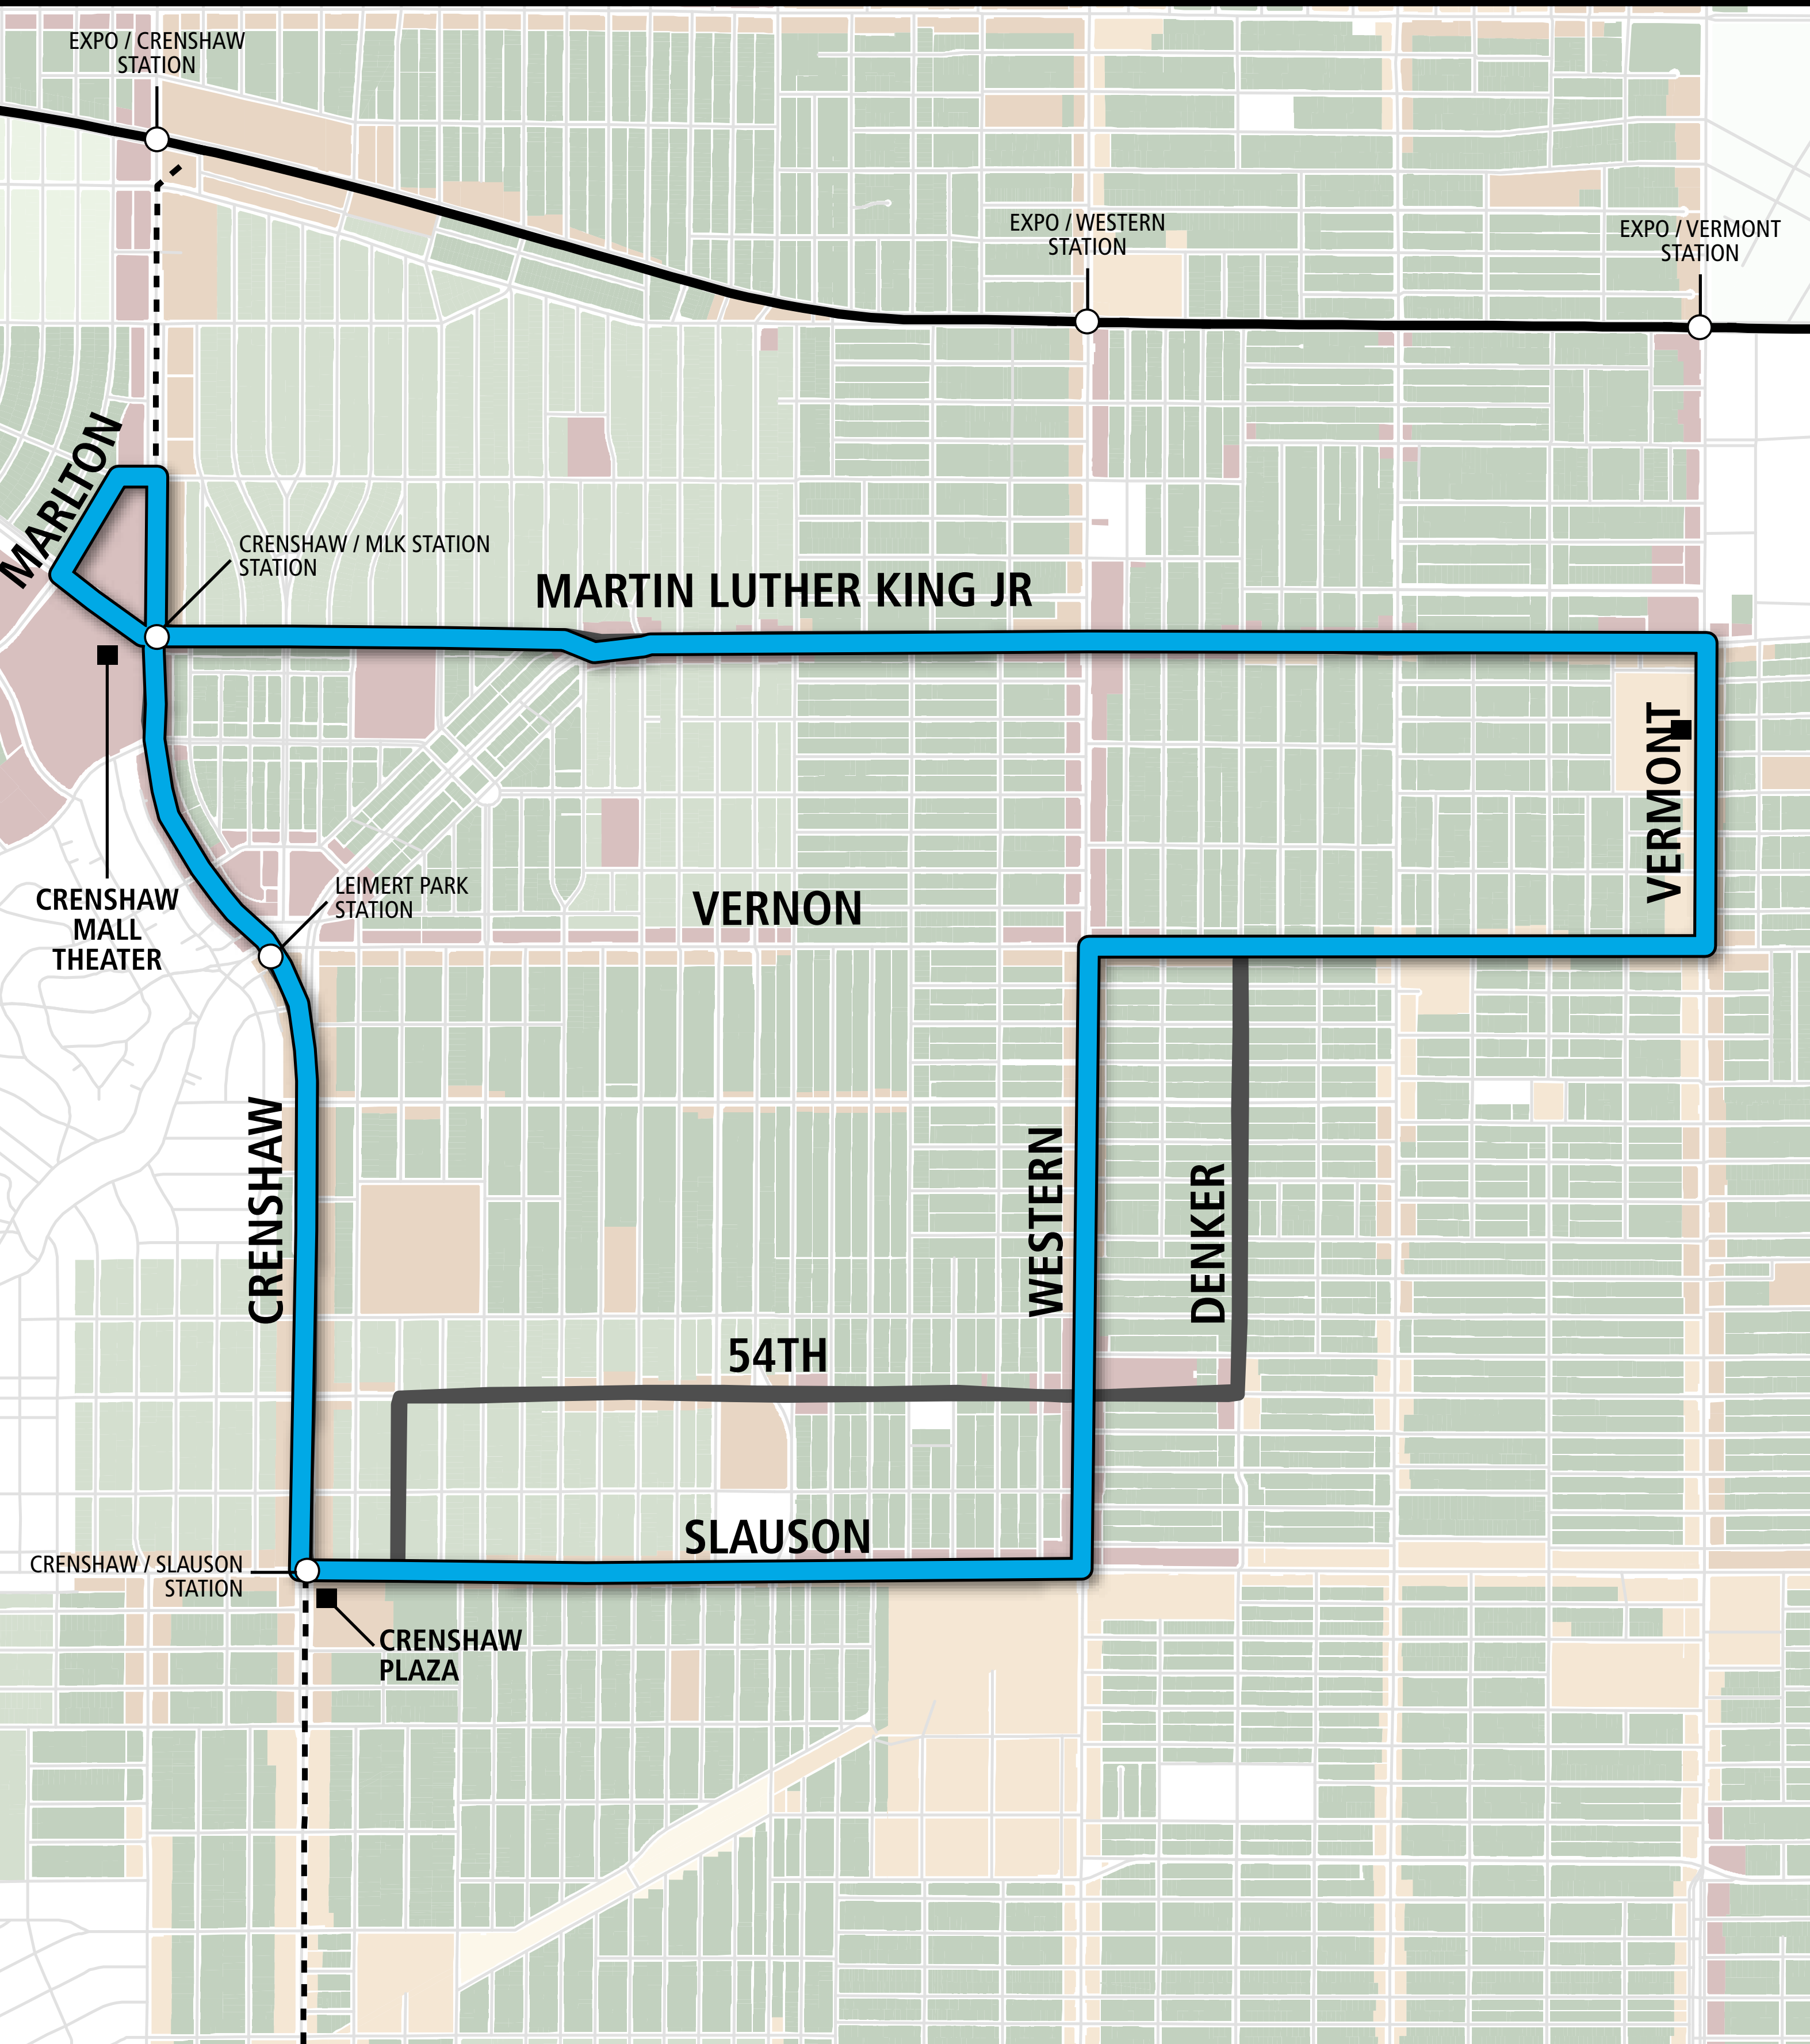 EXPO / CRENSHAW
STATION
EXPO / WESTERN
STATION
EXPO / VERMONT
STATION
MARLTON
CRENSHAW / MLK STATION
STATION
MARTIN LUTHER KING JR
VERMONT
CRENSHAW
MALL
THEATER
LEIMERT PARK
STATION
VERNON
CRENSHAW
WESTERN
DENKER
54TH
SLAUSON
CRENSHAW / SLAUSON
STATION
CRENSHAW
PLAZA